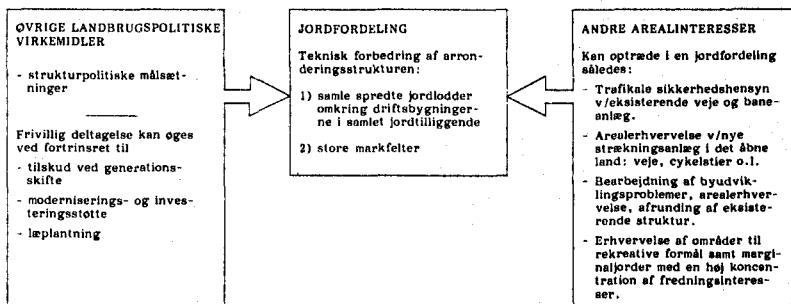 ØVRIGE LANDBRUGSPOLITISKE
VIRKEMIDLER
- strukturpolitiske målsæt-
ninger
Frivillig deltagelse kan øges
ved fortrinsret til
- tilskud ved generations-
skifte
- moderniserings- og inves-
teringsstøtte
- læplantning
JORDFORDELING
Teknisk forbedring af arron-
deringsstrukturen:
1) samle spredte jordlodder
omkring driftsbygninger-
ne i samlet jordtilliggende
2) store markfelter
ANDRE AREALINTERESSER
Kan optræde i en jordfordeling
således:
- Trafikale sikkerhedshensyn
v/eksisterende veje og bane-
anlæg.
- Arealerhvervelse v/nye
strækningsanlæg i det åbne
land: veje, cykelstier o.l.
- Bearbejdning af byudvik-
lingsproblemer, arealerhver-
velse, afrunding af eksiste-
rende struktur.
- Erhvervelse af områder til
rekreative formål samt margi-
naljorder med en høj koncen-
tration af fredningsinteres-
ser.